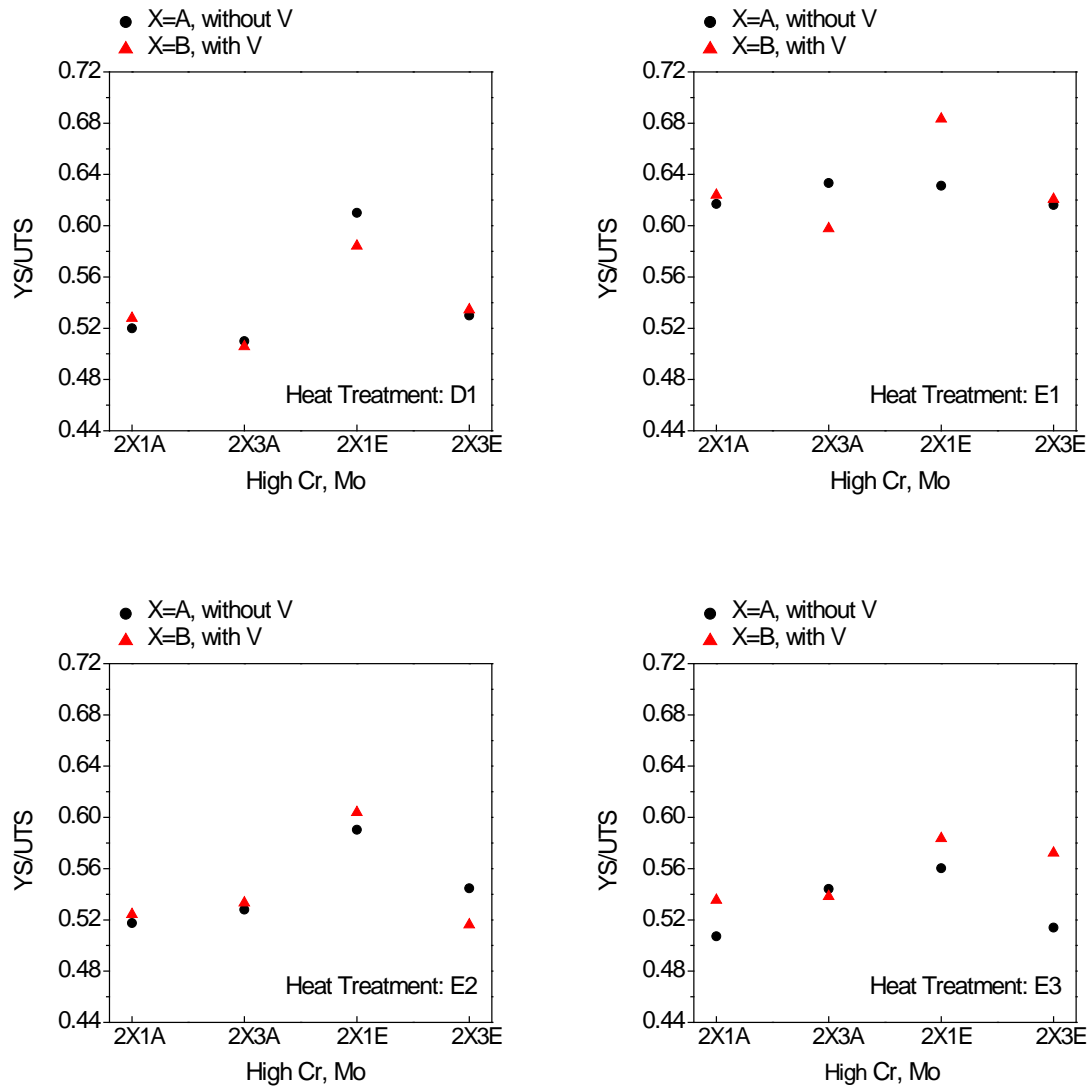 X=A, without V
X=B, with V
0.72
0.68
0.64
0.60
0.56
0.52
0.48
0.44
YS/UTS
Heat Treatment: D1
2X1A 2X3A 2X1E 2X3E
High Cr, Mo
X=A, without V
X=B, with V
0.72
0.68
0.64
0.60
0.56
0.52
0.48
0.44
YS/UTS
Heat Treatment: E1
2X1A 2X3A 2X1E 2X3E
High Cr, Mo
X=A, without V
X=B, with V
0.72
0.68
0.64
0.60
0.56
0.52
0.48
0.44
YS/UTS
Heat Treatment: E2
2X1A 2X3A 2X1E 2X3E
High Cr, Mo
X=A, without V
X=B, with V
0.72
0.68
0.64
0.60
0.56
0.52
0.48
0.44
YS/UTS
Heat Treatment: E3
2X1A 2X3A 2X1E 2X3E
High Cr, Mo